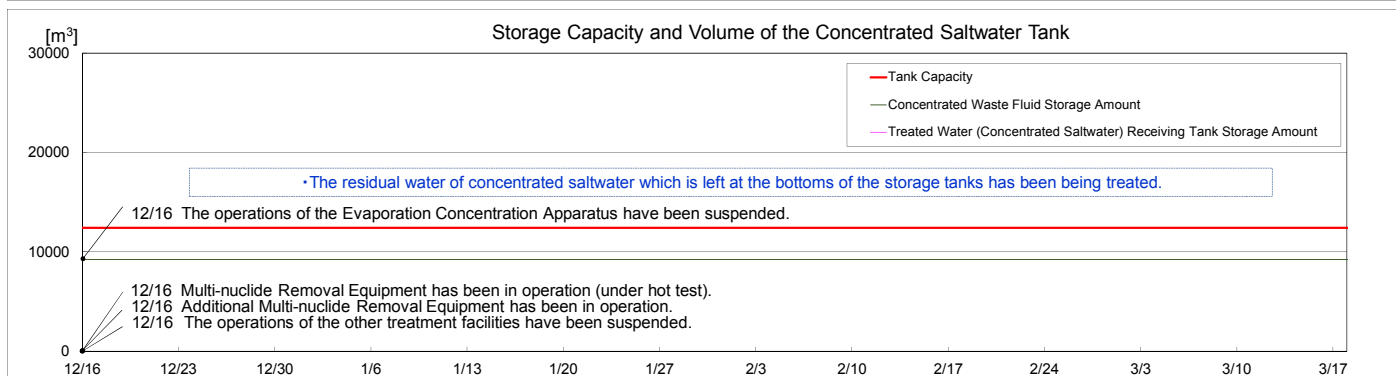 Storage Capacity and Volume of the Concentrated Saltwater Tank
[m³]
30000
Tank Capacity
Concentrated Waste Fluid Storage Amount
Treated Water (Concentrated Saltwater) Receiving Tank Storage Amount
20000
・The residual water of concentrated saltwater which is left at the bottoms of the storage tanks has been being treated.
12/16 The operations of the Evaporation Concentration Apparatus have been suspended.
10000
12/16 Multi-nuclide Removal Equipment has been in operation (under hot test).
12/16 Additional Multi-nuclide Removal Equipment has been in operation.
12/16 The operations of the other treatment facilities have been suspended.
0
12/16 12/23 12/30 1/6 1/13 1/20 1/27 2/3 2/10 2/17 2/24 3/3 3/10 3/17